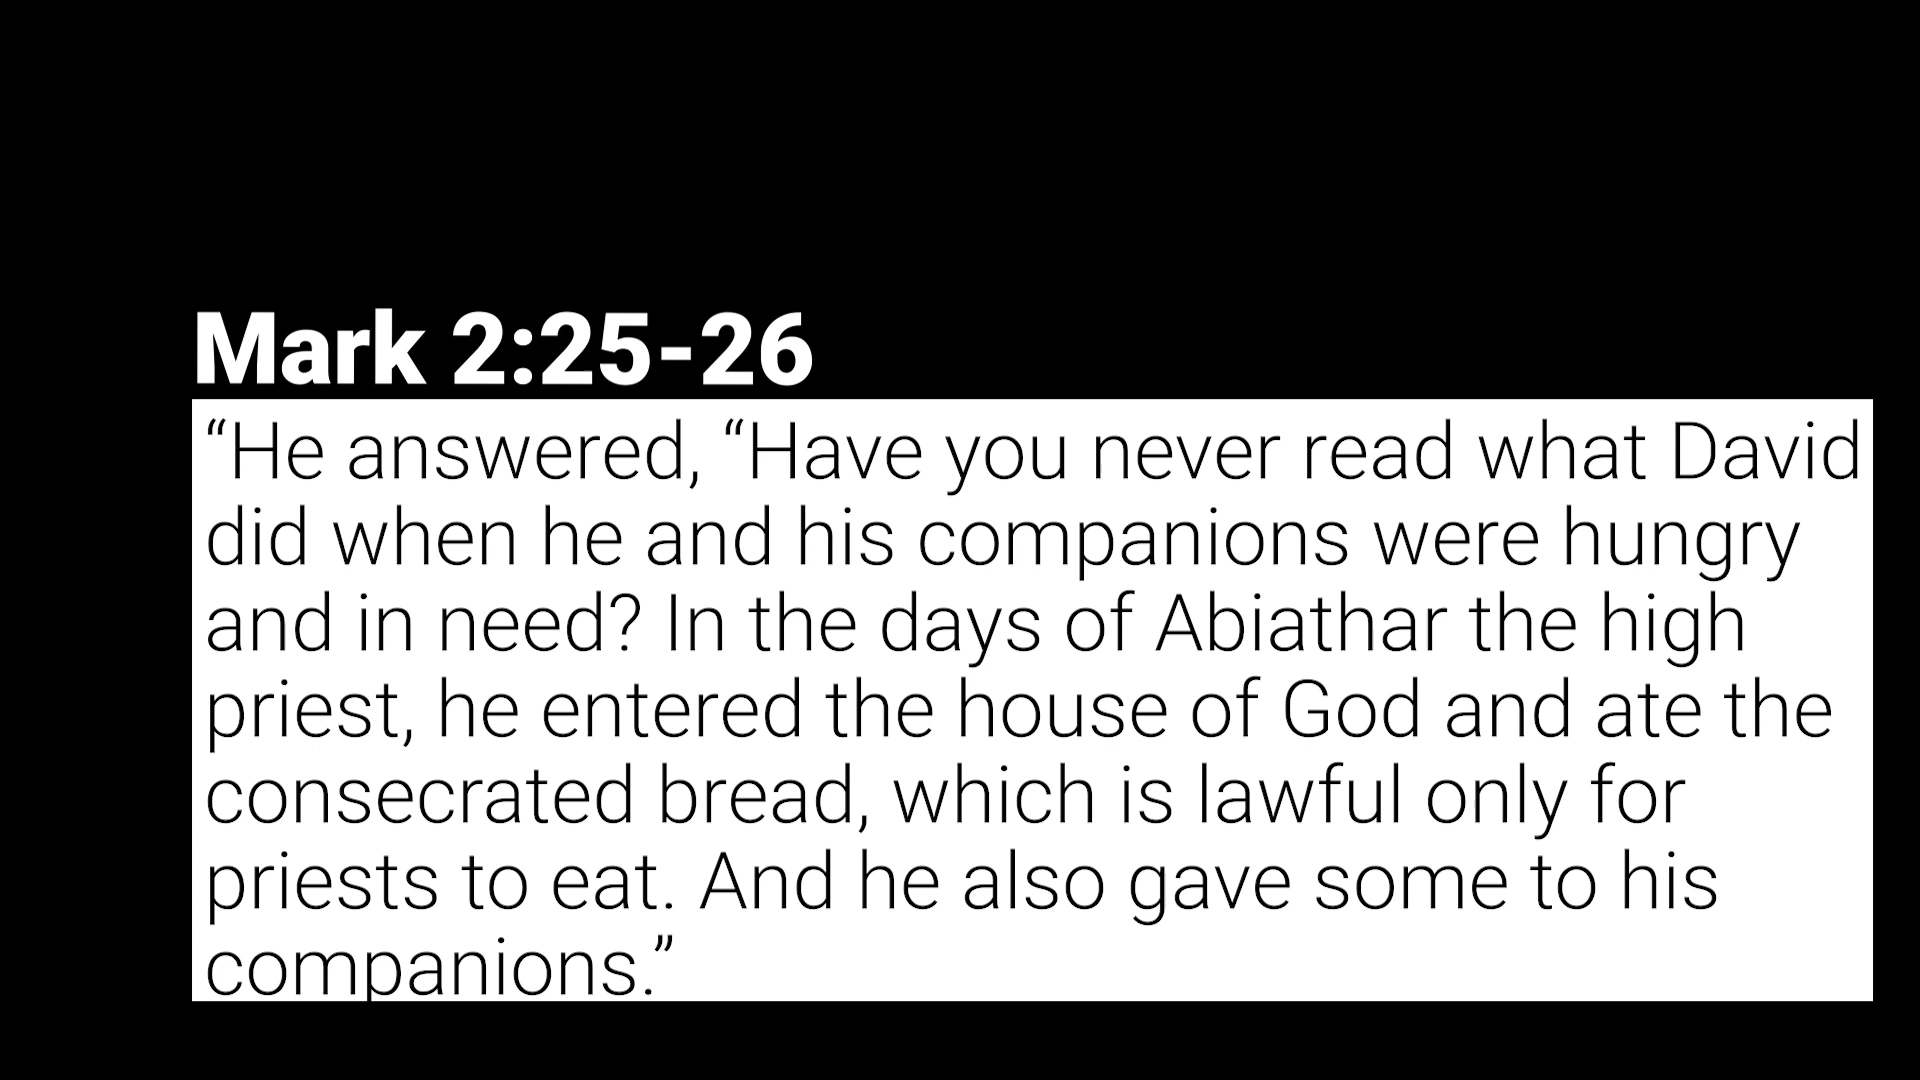 Mark 2:25-26
“He answered, “Have you never read what David
did when he and his companions were hungry
and in need? In the days of Abiathar the high
priest, he entered the house of God and ate the
consecrated bread, which is lawful only for
priests to eat. And he also gave some to his
companions.”